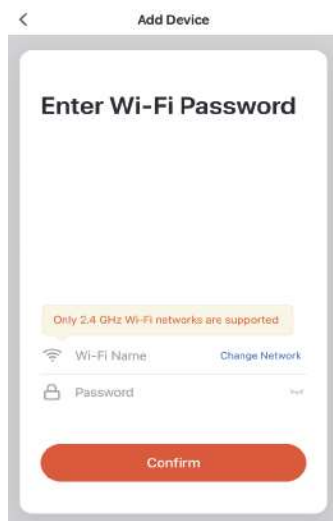 Add Device
Enter Wi-Fi Password
Only 2.4 GHz Wi-Fi networks are supported
Wi-Fi Name Change Network
Password
Confirm